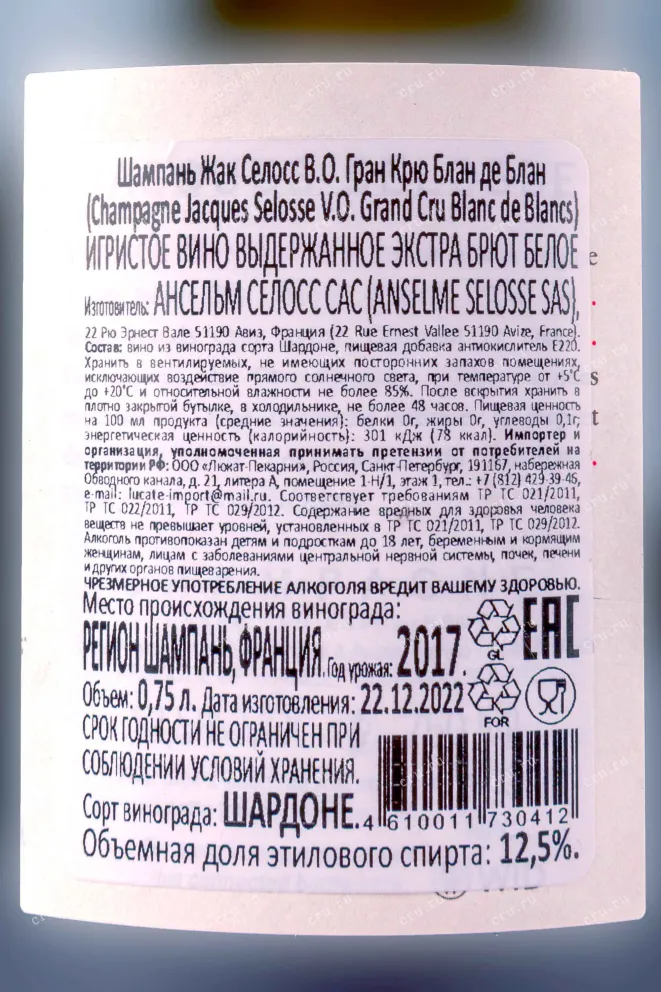 Шампань Жак Селосс В.О. Гран Крю Блан де Блан
(Champagne Jacques Selosse V.O. Grand Cru Blanc de Blancs)
ИГРИСТОЕ ВИНО ВЫДЕРЖАННОЕ ЭКСТРА БРЮТ БЕЛОЕ
Изготовитель: АНСЕЛЬМ СЕЛОСС САС (ANSELME SELOSSE SAS),
22 Рю Эрнест Вале 51190 Авиз, Франция (22 Rue Ernest Vallee 51190 Avize, France).
Состав: вино из винограда сорта Шардоне, пищевая добавка антиокислитель Е220.
Хранить в вентилируемых, не имеющих посторонних запахов помещениях,
исключающих воздействие прямого солнечного света, при температуре от +5°С
до +20°С и относительной влажности не более 85%. После вскрытия хранить в
плотно закрытой бутылке, в холодильнике, не более 48 часов. Пищевая ценность
на 100 мл продукта (средние значения): белки 0г, жиры 0г, углеводы 0,1г;
энергетическая ценность (калорийность): 301 кДж (78 ккал). Импортер и
организация, уполномоченная принимать претензии от потребителей на
территории РФ: ООО «Люкат-Пекарни», Россия, Санкт-Петербург, 191167, набережная
Обводного канала, д. 21, литера А, помещение 1-Н/1, этаж 1, тел.: +7 (812) 429-39-46,
e-mail: lucate-import@mail.ru. Соответствует требованиям ТР ТС 021/2011,
ТР ТС 022/2011, ТР ТС 029/2012. Содержание вредных для здоровья человека
веществ не превышает уровней, установленных в ТР ТС 021/2011, ТР ТС 029/2012.
Алкоголь противопоказан детям и подросткам до 18 лет, беременным и кормящим
женщинам, лицам с заболеваниями центральной нервной системы, почек, печени
и других органов пищеварения.
ЧРЕЗМЕРНОЕ УПОТРЕБЛЕНИЕ АЛКОГОЛЯ ВРЕДИТ ВАШЕМУ ЗДОРОВЬЮ.
Место происхождения винограда:
РЕГИОН ШАМПАНЬ, ФРАНЦИЯ. Год урожая: 2017.
GL
EAC
Объем: 0,75 л. Дата изготовления: 22.12.2022
FOR
СРОК ГОДНОСТИ НЕ ОГРАНИЧЕН ПРИ
СОБЛЮДЕНИИ УСЛОВИЙ ХРАНЕНИЯ.
Сорт винограда: ШАРДОНЕ.
4 610011 730412
Объемная доля этилового спирта: 12,5%.